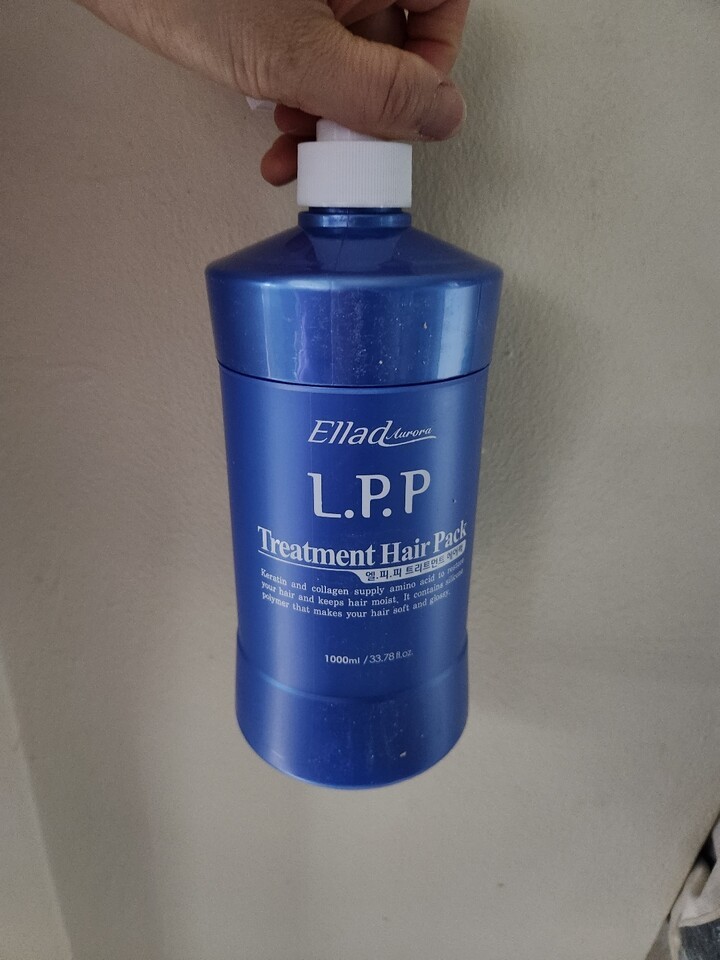 Ellad Aurora
L.P.P
Treatment Hair Pack
엘.피.피 트리트먼트 헤어팩
Keratin and collagen supply amino acid to restore
your hair and keeps hair moist. It contains silicone
polymer that makes your hair soft and glossy.
1000ml / 33.78 fl.oz.